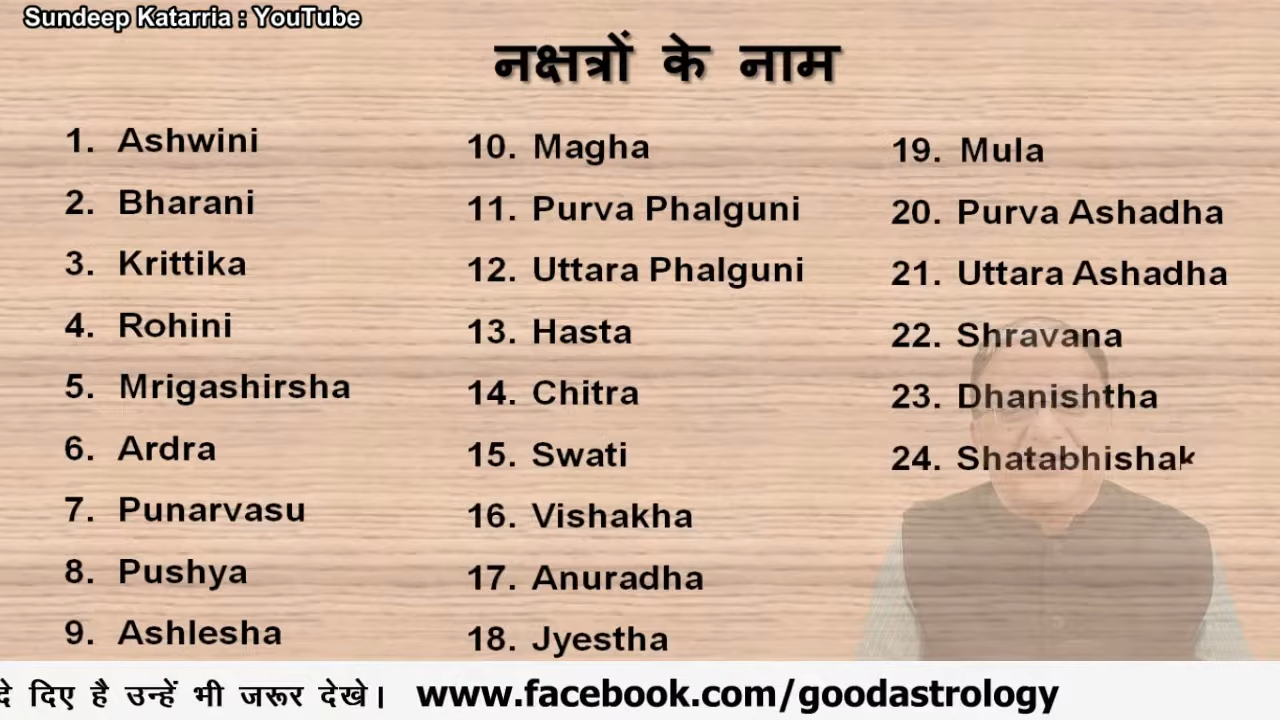 Sundeep Katarria : YouTube
नक्षत्रों के नाम
1. Ashwini
2. Bharani
3. Krittika
4. Rohini
5. Mrigashirsha
6. Ardra
7. Punarvasu
8. Pushya
9. Ashlesha
10. Magha
11. Purva Phalguni
12. Uttara Phalguni
13. Hasta
14. Chitra
15. Swati
16. Vishakha
17. Anuradha
18. Jyestha
19. Mula
20. Purva Ashadha
21. Uttara Ashadha
22. Shravana
23. Dhanishtha
24. Shatabhishak
दिए है उन्हें भी जरूर देखे। www.facebook.com/goodastrology